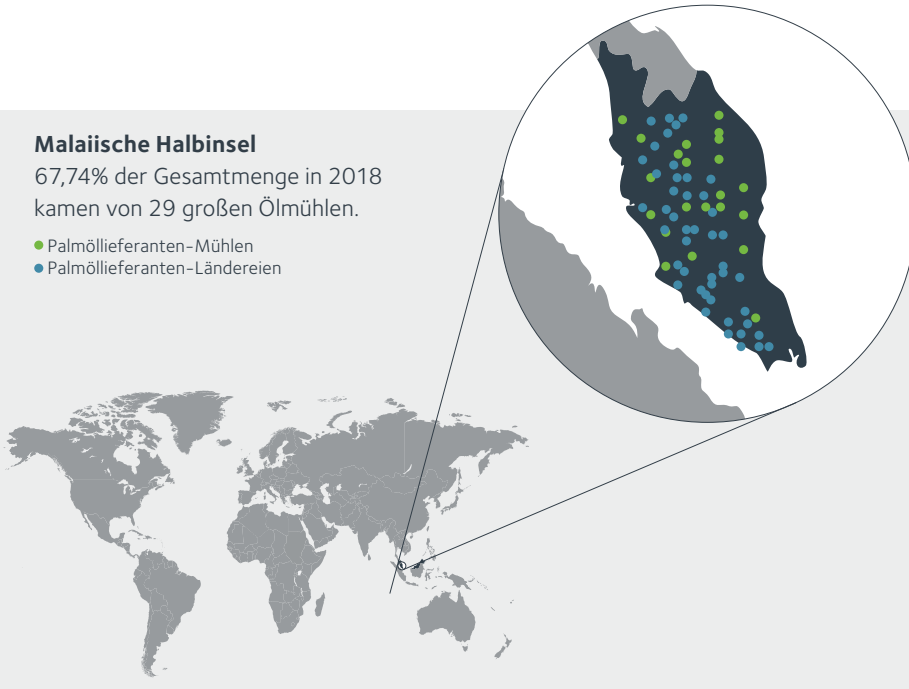 Malaiische Halbinsel
67,74% der Gesamtmenge in 2018
kamen von 29 großen Ölmühlen.
Palmöllieferanten-Mühlen
Palmöllieferanten-Ländereien